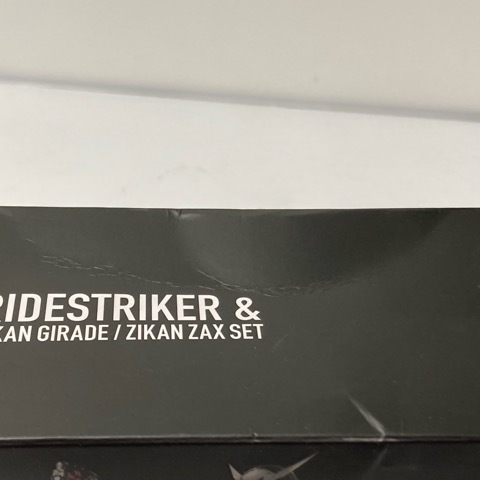 RIDESTRIKER &
KAN GIRADE / ZIKAN ZAX SET